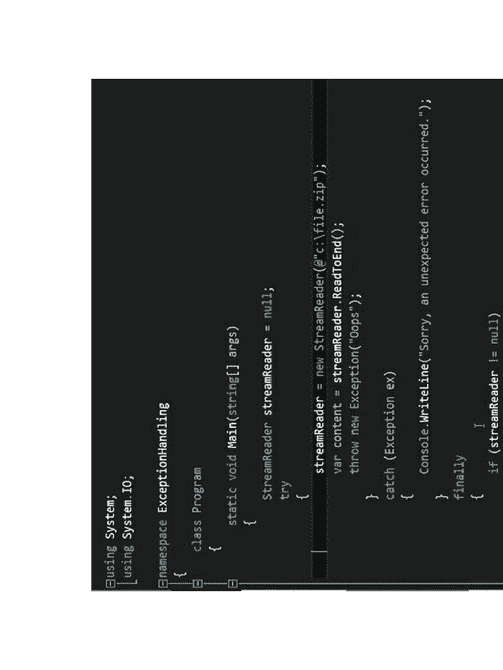 using System;
using System.IO;
namespace ExceptionHandling
{
class Program
{
static void Main(string[] args)
{
StreamReader streamReader = null;
try
{
streamReader = new StreamReader(@"c:\file.zip");
var content = streamReader.ReadToEnd();
throw new Exception("Oops");
}
catch (Exception ex)
{
Console.WriteLine("Sorry, an unexpected error occurred.");
}
finally
{
if (streamReader != null)